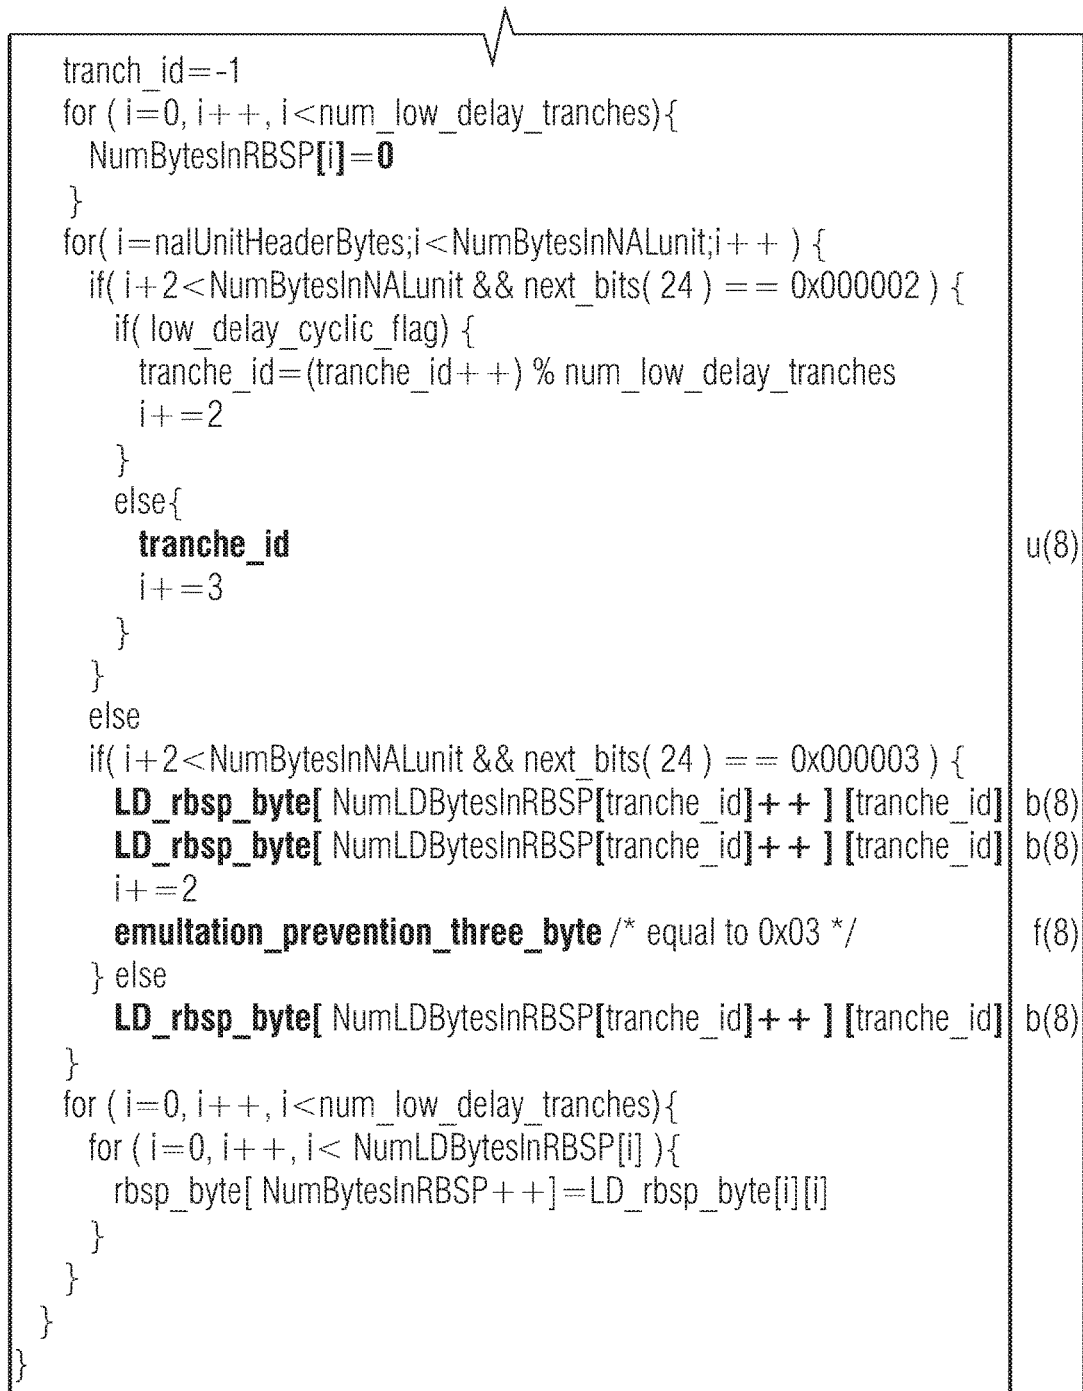 tranch_id=-1
for ( i=0, i++, i<num_low_delay_tranches){
NumBytesInRBSP[i]=0
}
for( i=nalUnitHeaderBytes;i<NumBytesInNALunit;i++ ) {
if( i+2<NumBytesInNALunit && next_bits( 24 ) == 0x000002 ) {
if( low_delay_cyclic_flag) {
tranche_id=(tranche_id++) % num_low_delay_tranches
i+=2
}
else{
tranche_id u(8)
i+=3
}
}
else
if( i+2<NumBytesInNALunit && next_bits( 24 ) == 0x000003 ) {
LD_rbsp_byte[ NumLDBytesInRBSP[tranche_id]++ ] [tranche_id] b(8)
LD_rbsp_byte[ NumLDBytesInRBSP[tranche_id]++ ] [tranche_id] b(8)
i+=2
emultation_prevention_three_byte /* equal to 0x03 */ f(8)
} else
LD_rbsp_byte[ NumLDBytesInRBSP[tranche_id]++ ] [tranche_id] b(8)
}
for ( i=0, i++, i<num_low_delay_tranches){
for ( i=0, i++, i< NumLDBytesInRBSP[i] ){
rbsp_byte[ NumBytesInRBSP++]=LD_rbsp_byte[i][i]
}
}
}
}